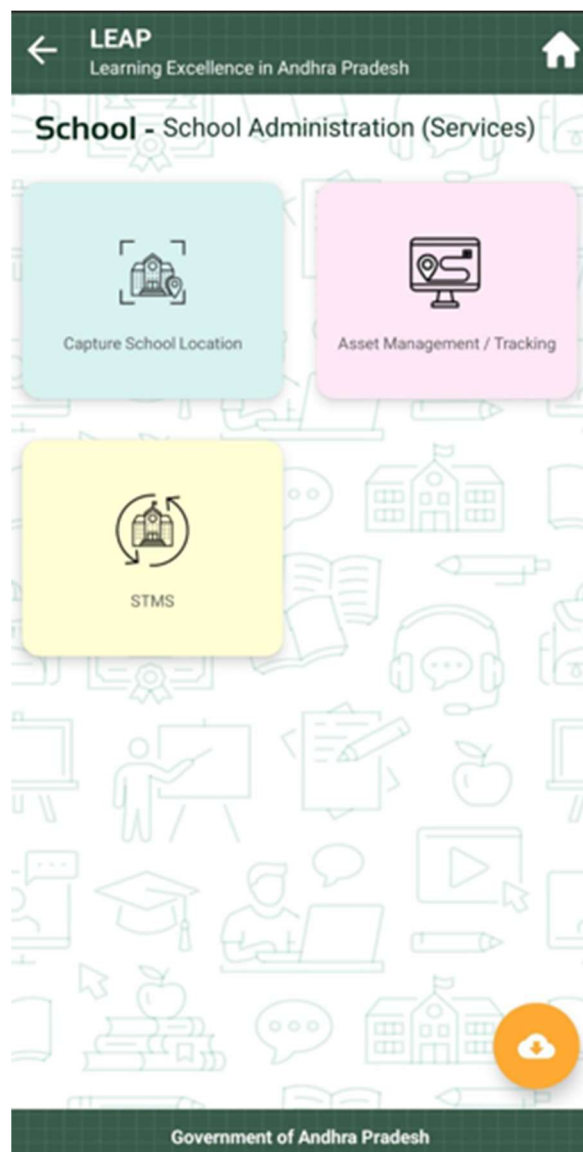 LEAP
Learning Excellence in Andhra Pradesh
School - School Administration (Services)
Capture School Location
Asset Management / Tracking
STMS
Government of Andhra Pradesh